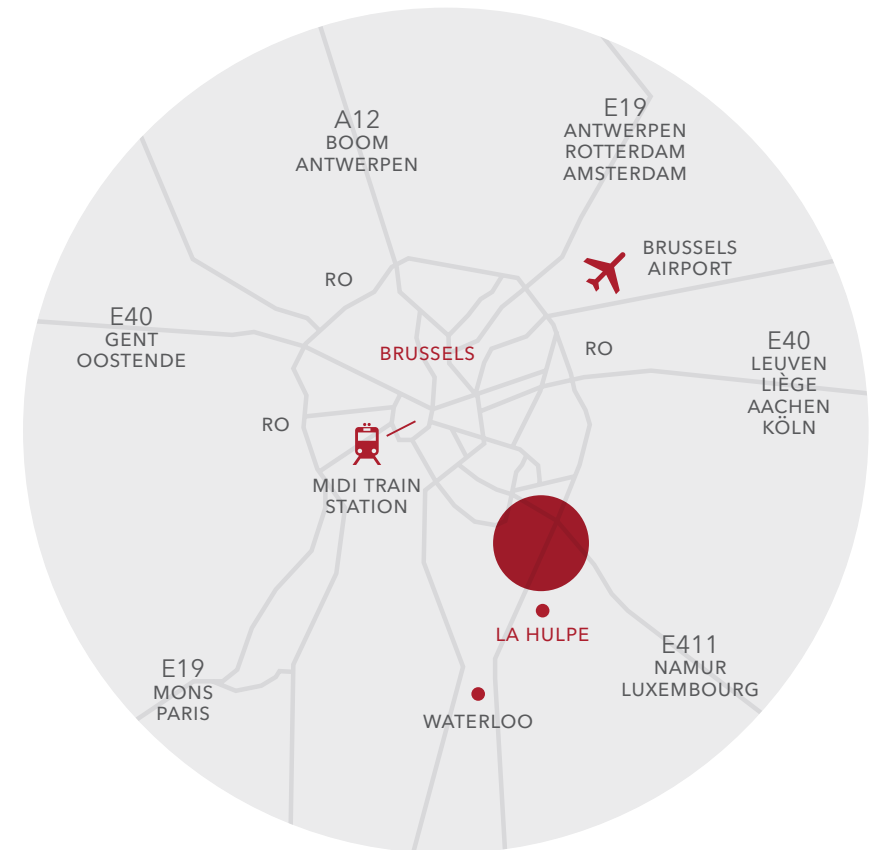 A12
BOOM
ANTWERPEN
E19
ANTWERPEN
ROTTERDAM
AMSTERDAM
BRUSSELS
AIRPORT
RO
E40
GENT
OOSTENDE
BRUSSELS
RO
E40
LEUVEN
LIÈGE
AACHEN
KÖLN
RO
MIDI TRAIN
STATION
LA HULPE
E411
NAMUR
LUXEMBOURG
E19
MONS
PARIS
WATERLOO